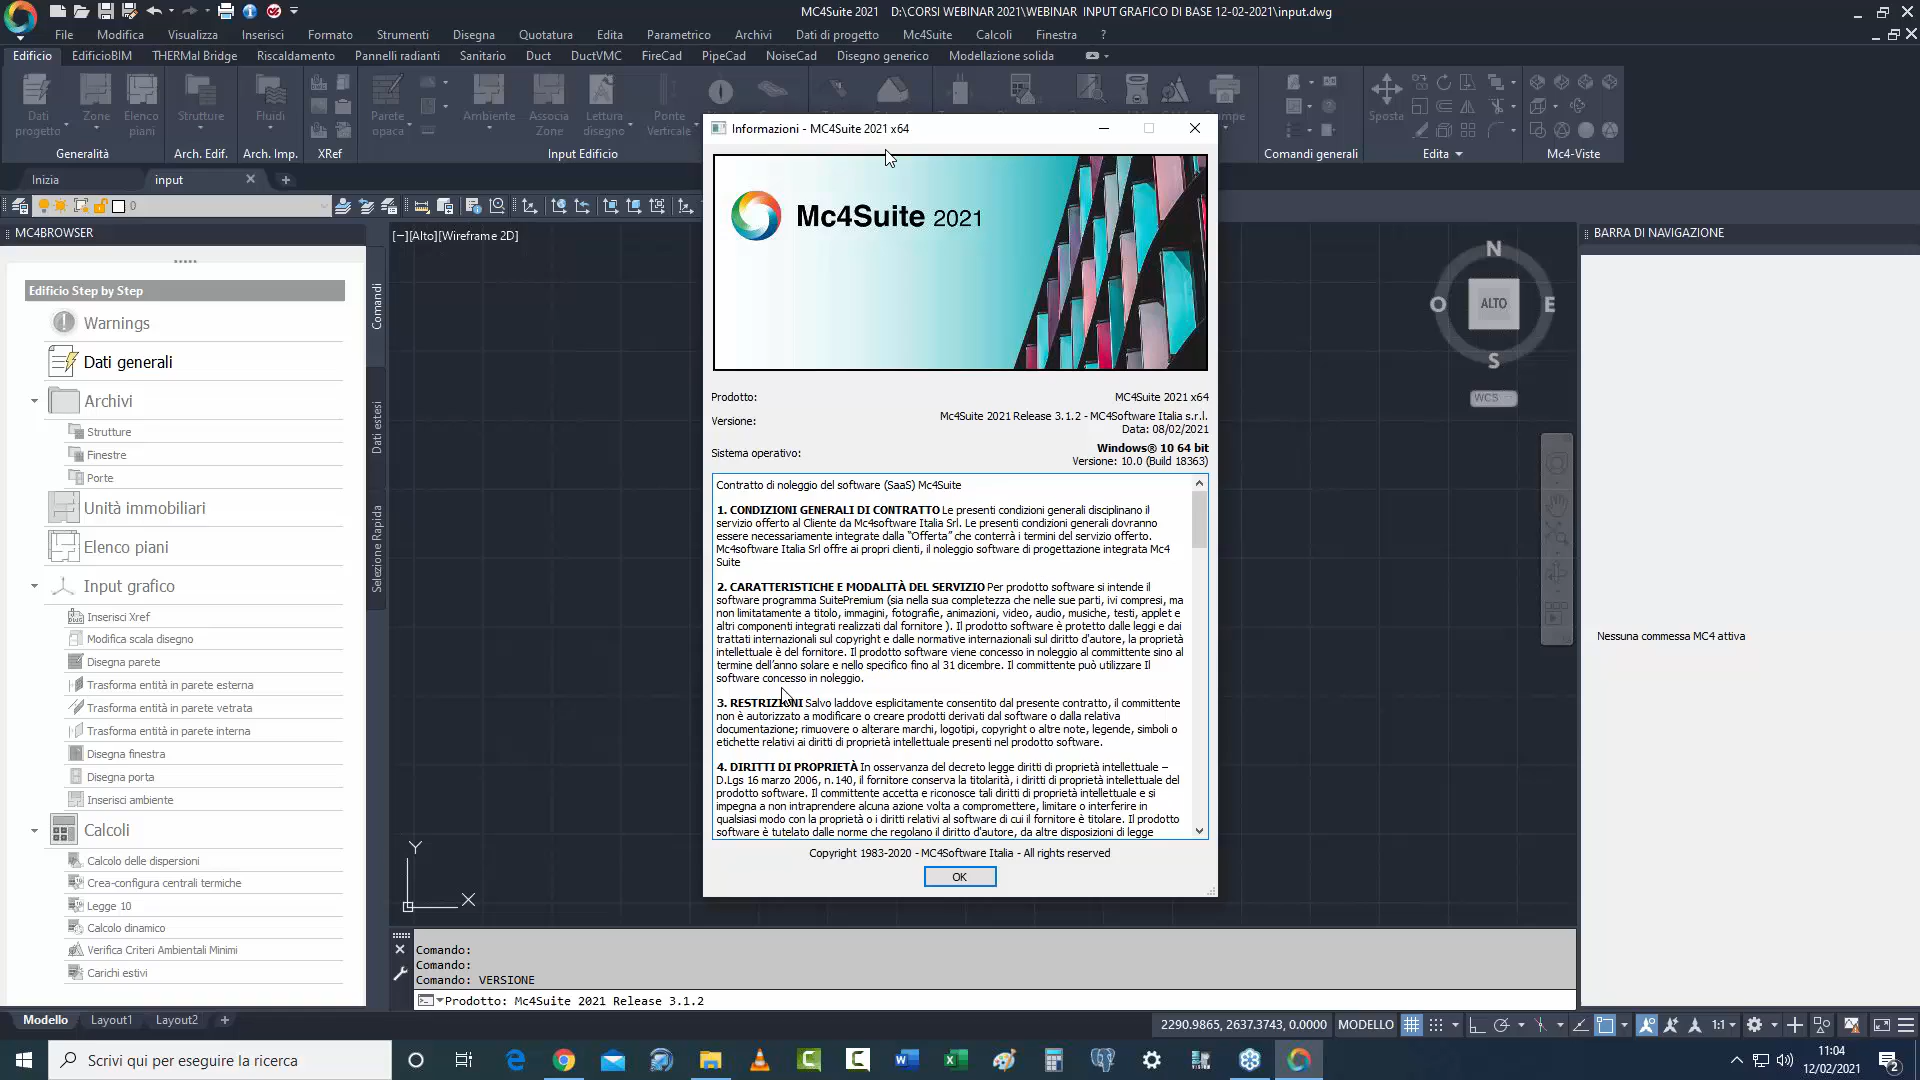 MC4Suite 2021 D:\CORSI WEBINAR 2021\WEBINAR INPUT GRAFICO DI BASE 12-02-2021\input.dwg
File Modifica Visualizza Inserisci Formato Strumenti Disegna Quotatura Edita Parametrico Archivi Dati di progetto Mc4Suite Calcoli Finestra ?
Edificio EdificioBIM THERMal Bridge Riscaldamento Pannelli radianti Sanitario Duct DuctVMC FireCad PipeCad NoiseCad Disegno generico Modellazione solida
Dati progetto
Zone
Elenco piani
Strutture
Fluidi
Parete opaca
Ambiente
Associa Zone
Lettura disegno
Ponte Verticale
Sposta
Generalità Arch. Edif. Arch. Imp. XRef Input Edificio Comandi generali Edita Mc4-Viste
Inizia input
0
MC4BROWSER
[−][Alto][Wireframe 2D]
BARRA DI NAVIGAZIONE
Edificio Step by Step
Warnings
Dati generali
Archivi
Strutture
Finestre
Porte
Unità immobiliari
Elenco piani
Input grafico
Inserisci Xref
Modifica scala disegno
Disegna parete
Trasforma entità in parete esterna
Trasforma entità in parete vetrata
Trasforma entità in parete interna
Disegna finestra
Disegna porta
Inserisci ambiente
Calcoli
Calcolo delle dispersioni
Crea-configura centrali termiche
Legge 10
Calcolo dinamico
Verifica Criteri Ambientali Minimi
Carichi estivi
Comandi
Dati estesi
Selezione Rapida
Informazioni - MC4Suite 2021 x64
Mc4Suite 2021
Prodotto: MC4Suite 2021 x64
Versione: Mc4Suite 2021 Release 3.1.2 - MC4Software Italia s.r.l.
Data: 08/02/2021
Sistema operativo: Windows® 10 64 bit
Versione: 10.0 (Build 18363)
Contratto di noleggio del software (SaaS) Mc4Suite
1. CONDIZIONI GENERALI DI CONTRATTO Le presenti condizioni generali disciplinano il
servizio offerto al Cliente da Mc4software Italia Srl. Le presenti condizioni generali dovranno
essere necessariamente integrate dalla "Offerta" che conterrà i termini del servizio offerto.
Mc4software Italia Srl offre ai propri clienti, il noleggio software di progettazione integrata Mc4
Suite
2. CARATTERISTICHE E MODALITÀ DEL SERVIZIO Per prodotto software si intende il
software programma SuitePremium (sia nella sua completezza che nelle sue parti, ivi compresi, ma
non limitatamente a titolo, immagini, fotografie, animazioni, video, audio, musiche, testi, applet e
altri componenti integrati realizzati dal fornitore ). Il prodotto software è protetto dalle leggi e dai
trattati internazionali sul copyright e dalle normative internazionali sul diritto d'autore, la proprietà
intellettuale è del fornitore. Il prodotto software viene concesso in noleggio al committente sino al
termine dell'anno solare e nello specifico fino al 31 dicembre. Il committente può utilizzare Il
software concesso in noleggio.
3. RESTRIZIONI Salvo laddove esplicitamente consentito dal presente contratto, il committente
non è autorizzato a modificare o creare prodotti derivati dal software o dalla relativa
documentazione; rimuovere o alterare marchi, logotipi, copyright o altre note, legende, simboli o
etichette relativi ai diritti di proprietà intellettuale presenti nel prodotto software.
4. DIRITTI DI PROPRIETÀ In osservanza del decreto legge diritti di proprietà intellettuale –
D.Lgs 16 marzo 2006, n.140, il fornitore conserva la titolarità, i diritti di proprietà intellettuale del
prodotto software. Il committente accetta e riconosce tali diritti di proprietà intellettuale e si
impegna a non intraprendere alcuna azione volta a compromettere, limitare o interferire in
qualsiasi modo con la proprietà o i diritti relativi al software di cui il fornitore è titolare. Il prodotto
software è tutelato dalle norme che regolano il diritto d'autore, da altre disposizioni di legge
Copyright 1983-2020 - MC4Software Italia - All rights reserved
OK
N
O ALTO E
S
WCS
Nessuna commessa MC4 attiva
Y
X
Comando:
Comando:
Comando: VERSIONE
Prodotto: Mc4Suite 2021 Release 3.1.2
Modello Layout1 Layout2 +
2290.9865, 2637.3743, 0.0000 MODELLO 1:1
Scrivi qui per eseguire la ricerca
11:04
12/02/2021
2